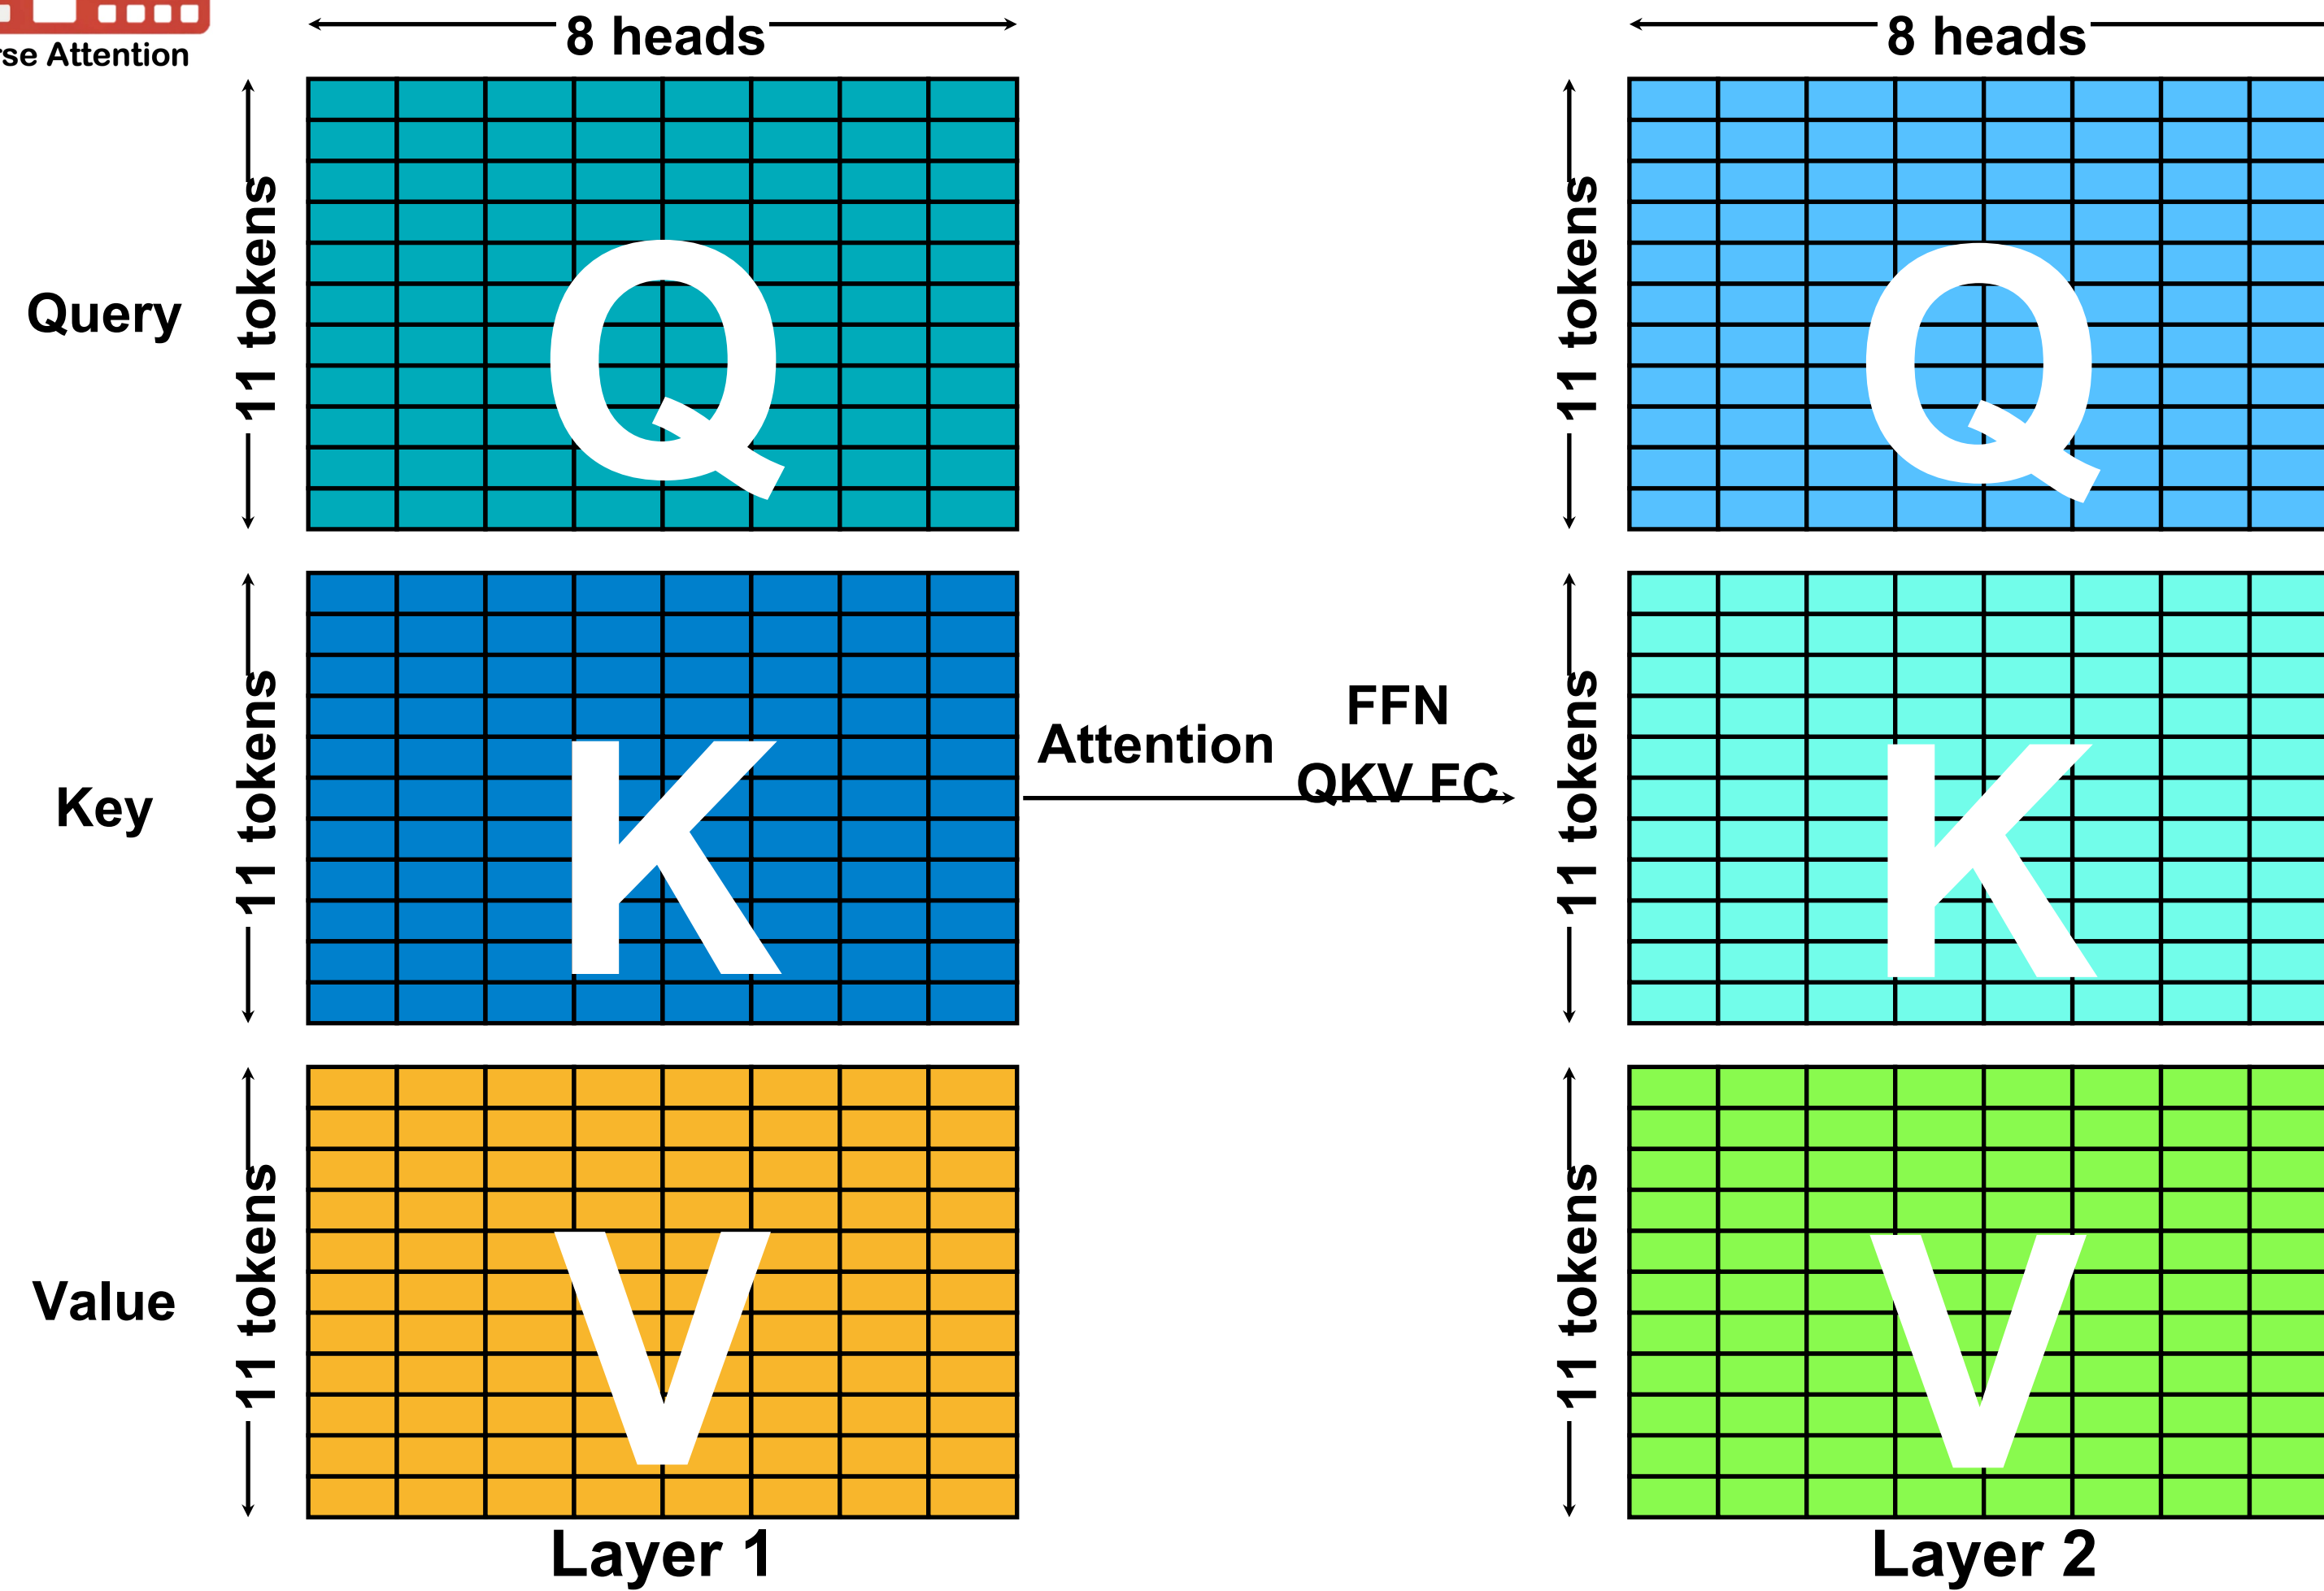 rse Attention
8 heads
8 heads
Query
11 tokens
Q
11 tokens
Q
Key
11 tokens
K
Attention
FFN
QKV FC
11 tokens
K
Value
11 tokens
V
11 tokens
V
Layer 1
Layer 2